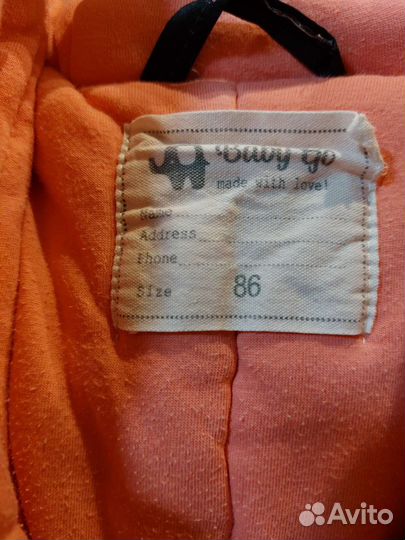 Baby Go
made with love!
Name
Address
Phone
Size 86
Avito